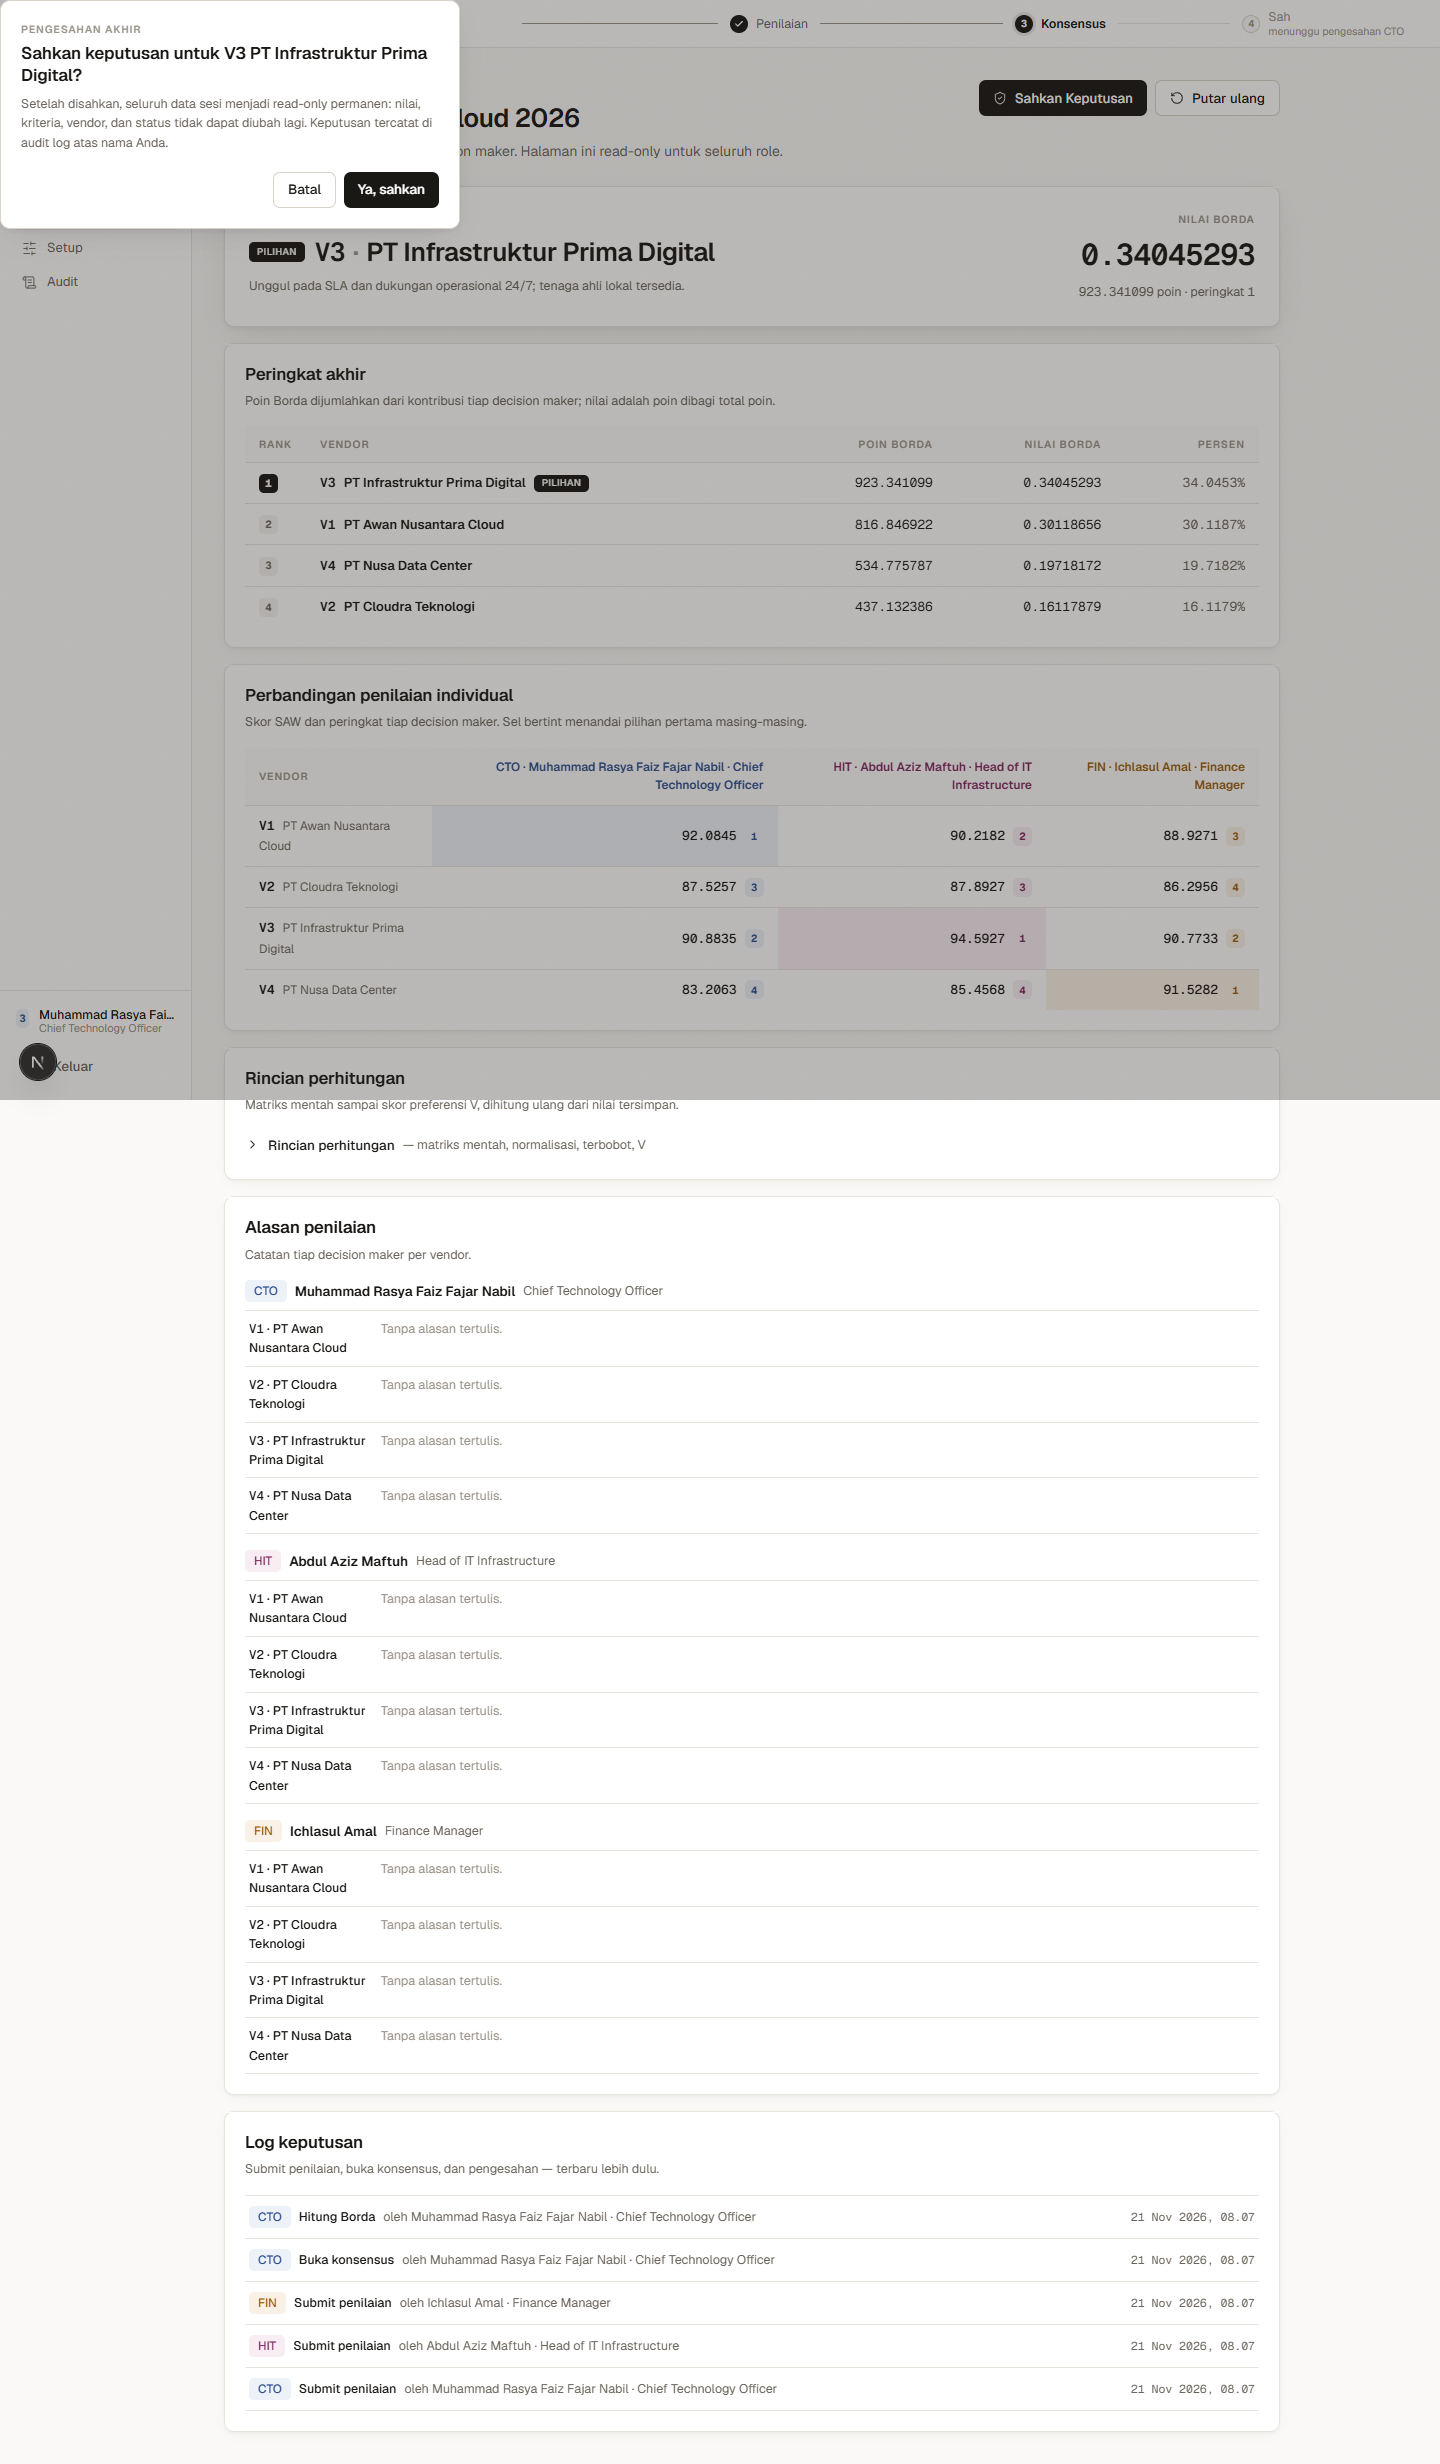 PENGESAHAN AKHIR
Sahkan keputusan untuk V3 PT Infrastruktur Prima
Digital?
Setelah disahkan, seluruh data sesi menjadi read-only permanen: nilai,
kriteria, vendor, dan status tidak dapat diubah lagi. Keputusan tercatat di
audit log atas nama Anda.
Batal
Ya, sahkan
Penilaian
3 Konsensus
4 Sah
menunggu pengesahan CTO
loud 2026
on maker. Halaman ini read-only untuk seluruh role.
Sahkan Keputusan
Putar ulang
Setup
Audit
3 Muhammad Rasya Fai...
Chief Technology Officer
N Keluar
PILIHAN V3 · PT Infrastruktur Prima Digital
Unggul pada SLA dan dukungan operasional 24/7; tenaga ahli lokal tersedia.
NILAI BORDA
0.34045293
923.341099 poin · peringkat 1
Peringkat akhir
Poin Borda dijumlahkan dari kontribusi tiap decision maker; nilai adalah poin dibagi total poin.
RANK VENDOR POIN BORDA NILAI BORDA PERSEN
1 V3 PT Infrastruktur Prima Digital PILIHAN 923.341099 0.34045293 34.0453%
2 V1 PT Awan Nusantara Cloud 816.846922 0.30118656 30.1187%
3 V4 PT Nusa Data Center 534.775787 0.19718172 19.7182%
4 V2 PT Cloudra Teknologi 437.132386 0.16117879 16.1179%
Perbandingan penilaian individual
Skor SAW dan peringkat tiap decision maker. Sel bertint menandai pilihan pertama masing-masing.
VENDOR
CTO · Muhammad Rasya Faiz Fajar Nabil · Chief
Technology Officer
HIT · Abdul Aziz Maftuh · Head of IT
Infrastructure
FIN · Ichlasul Amal · Finance
Manager
V1 PT Awan Nusantara
Cloud
92.0845 1 90.2182 2 88.9271 3
V2 PT Cloudra Teknologi 87.5257 3 87.8927 3 86.2956 4
V3 PT Infrastruktur Prima
Digital
90.8835 2 94.5927 1 90.7733 2
V4 PT Nusa Data Center 83.2063 4 85.4568 4 91.5282 1
Rincian perhitungan
Matriks mentah sampai skor preferensi V, dihitung ulang dari nilai tersimpan.
Rincian perhitungan — matriks mentah, normalisasi, terbobot, V
Alasan penilaian
Catatan tiap decision maker per vendor.
CTO Muhammad Rasya Faiz Fajar Nabil Chief Technology Officer
V1 · PT Awan
Nusantara Cloud
Tanpa alasan tertulis.
V2 · PT Cloudra
Teknologi
Tanpa alasan tertulis.
V3 · PT Infrastruktur
Prima Digital
Tanpa alasan tertulis.
V4 · PT Nusa Data
Center
Tanpa alasan tertulis.
HIT Abdul Aziz Maftuh Head of IT Infrastructure
V1 · PT Awan
Nusantara Cloud
Tanpa alasan tertulis.
V2 · PT Cloudra
Teknologi
Tanpa alasan tertulis.
V3 · PT Infrastruktur
Prima Digital
Tanpa alasan tertulis.
V4 · PT Nusa Data
Center
Tanpa alasan tertulis.
FIN Ichlasul Amal Finance Manager
V1 · PT Awan
Nusantara Cloud
Tanpa alasan tertulis.
V2 · PT Cloudra
Teknologi
Tanpa alasan tertulis.
V3 · PT Infrastruktur
Prima Digital
Tanpa alasan tertulis.
V4 · PT Nusa Data
Center
Tanpa alasan tertulis.
Log keputusan
Submit penilaian, buka konsensus, dan pengesahan — terbaru lebih dulu.
CTO Hitung Borda oleh Muhammad Rasya Faiz Fajar Nabil · Chief Technology Officer 21 Nov 2026, 08.07
CTO Buka konsensus oleh Muhammad Rasya Faiz Fajar Nabil · Chief Technology Officer 21 Nov 2026, 08.07
FIN Submit penilaian oleh Ichlasul Amal · Finance Manager 21 Nov 2026, 08.07
HIT Submit penilaian oleh Abdul Aziz Maftuh · Head of IT Infrastructure 21 Nov 2026, 08.07
CTO Submit penilaian oleh Muhammad Rasya Faiz Fajar Nabil · Chief Technology Officer 21 Nov 2026, 08.07